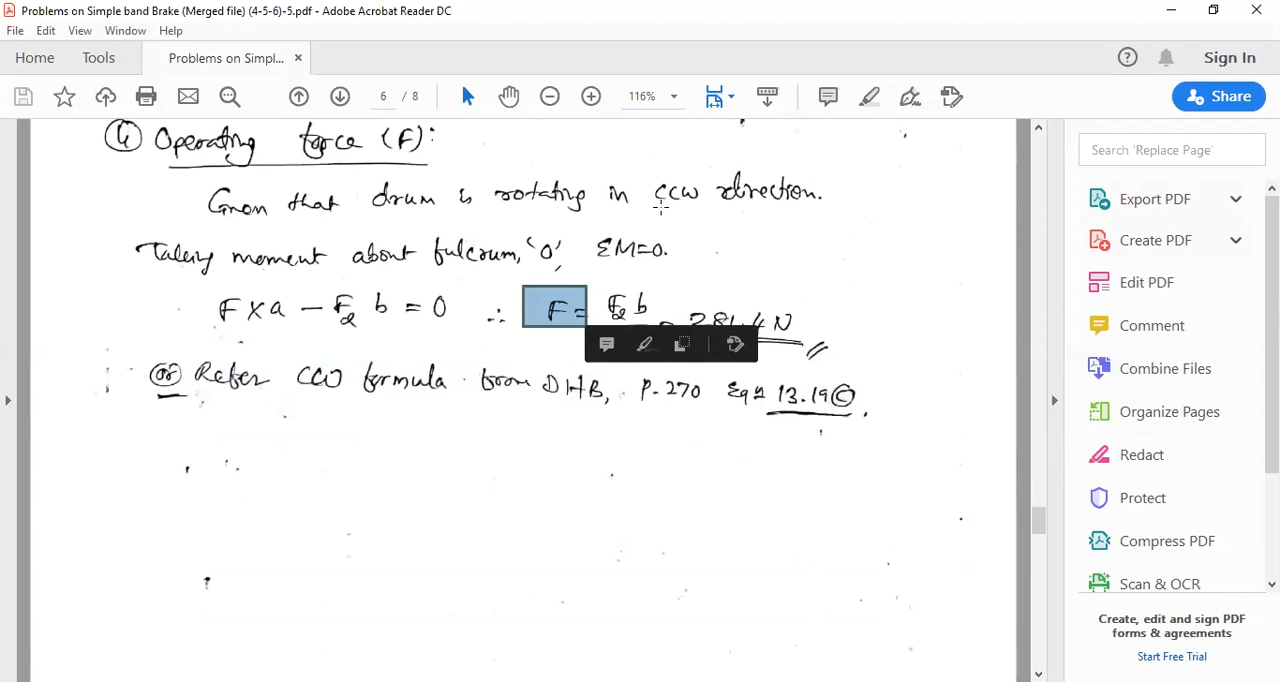 Problems on Simple band Brake (Merged file) (4-5-6)-5.pdf - Adobe Acrobat Reader DC
File Edit View Window Help
Home Tools Problems on Simpl... × Sign In
6 / 8 116% Share
④ Operating force (F):
Given that drum is rotating in CCW direction.
Taking moment about fulcrum, 'O', ΣM=0.
F×a - F₂ b = 0 ∴ F = F₂ b = 281.4 N
OR Refer CCW formula from DHB, P-270 Eqn 13.19 C.
Search 'Replace Page'
Export PDF
Create PDF
Edit PDF
Comment
Combine Files
Organize Pages
Redact
Protect
Compress PDF
Scan & OCR
Create, edit and sign PDF
forms & agreements
Start Free Trial